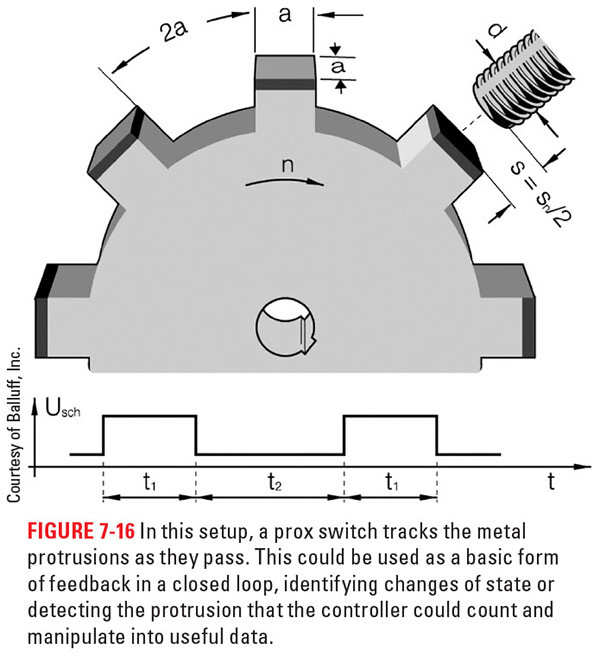 2a
a
a
d
n
s = sn/2
Usch
t1
t2
t1
t
Courtesy of Balluff, Inc.
FIGURE 7-16 In this setup, a prox switch tracks the metal
protrusions as they pass. This could be used as a basic form
of feedback in a closed loop, identifying changes of state or
detecting the protrusion that the controller could count and
manipulate into useful data.